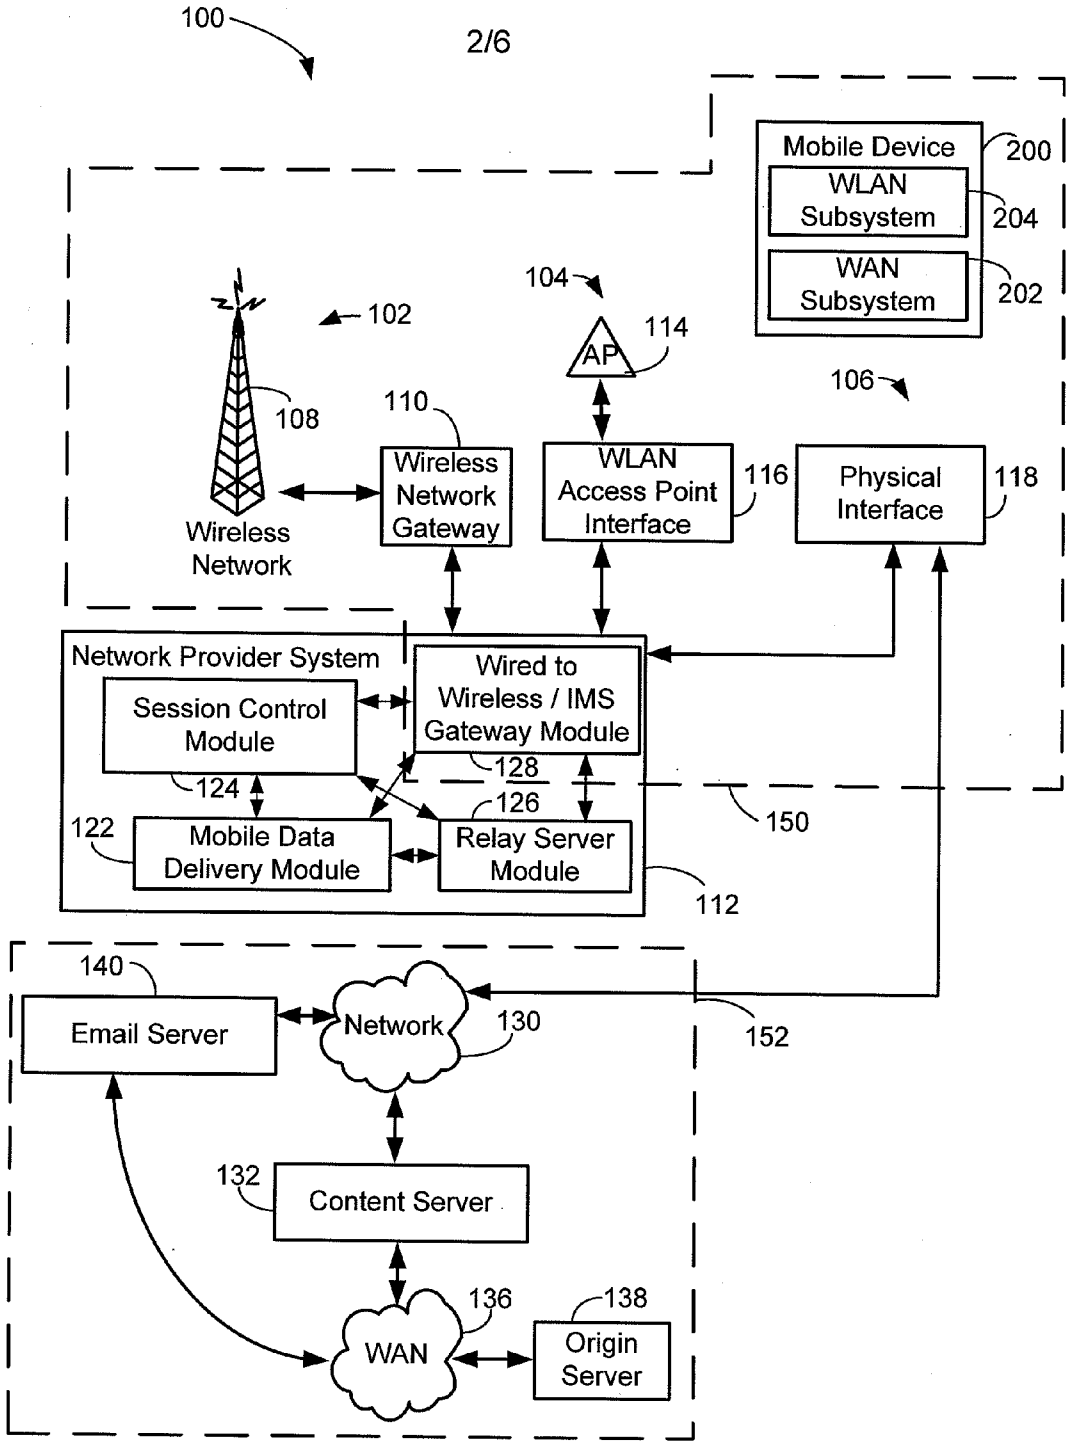 100
2/6
Mobile Device
200
WLAN
Subsystem
204
WAN
Subsystem
202
104
102
AP
114
106
108
110
Wireless
Network
Gateway
WLAN
Access Point
Interface
116
Physical
Interface
118
Wireless
Network
Network Provider System
Wired to
Wireless / IMS
Gateway Module
128
Session Control
Module
124
126
150
122
Mobile Data
Delivery Module
Relay Server
Module
112
140
Email Server
Network
130
152
132
Content Server
136
138
WAN
Origin
Server